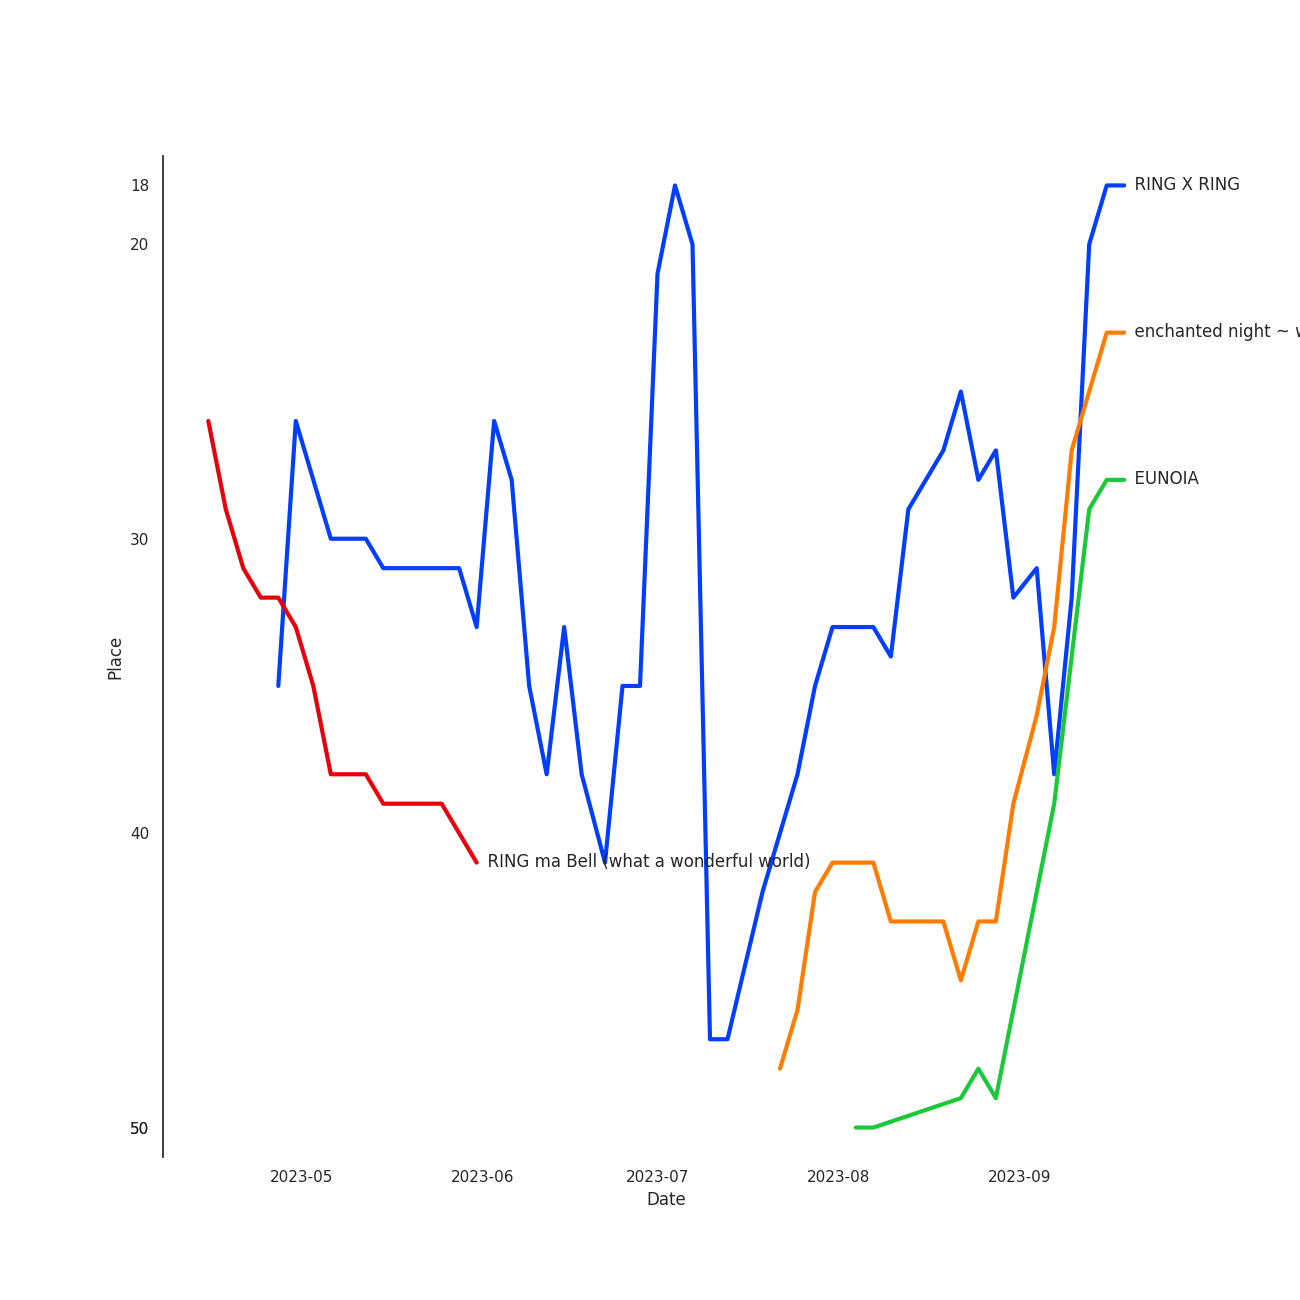 18
RING X RING
20
enchanted night ~
30
Place
40
RING ma Bell (what a wonderful world)
EUNOIA
50
2023-05 2023-06 2023-07 2023-08 2023-09
Date